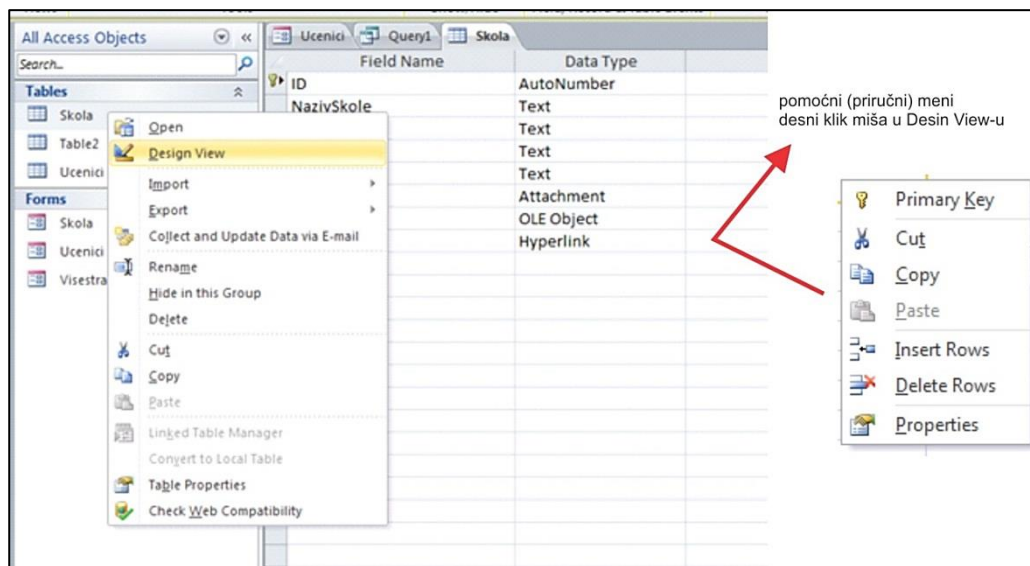 All Access Objects
Search...
Tables
Skola
Table2
Ucenici
Forms
Skola
Ucenici
Visestra
Open
Design View
Import
Export
Collect and Update Data via E-mail
Rename
Hide in this Group
Delete
Cut
Copy
Paste
Linked Table Manager
Convert to Local Table
Table Properties
Check Web Compatibility
Ucenici Query1 Skola
Field Name Data Type
ID AutoNumber
NazivSkole Text
Text
Text
Text
Attachment
OLE Object
Hyperlink
pomoćni (priručni) meni
desni klik miša u Desin View-u
Primary Key
Cut
Copy
Paste
Insert Rows
Delete Rows
Properties